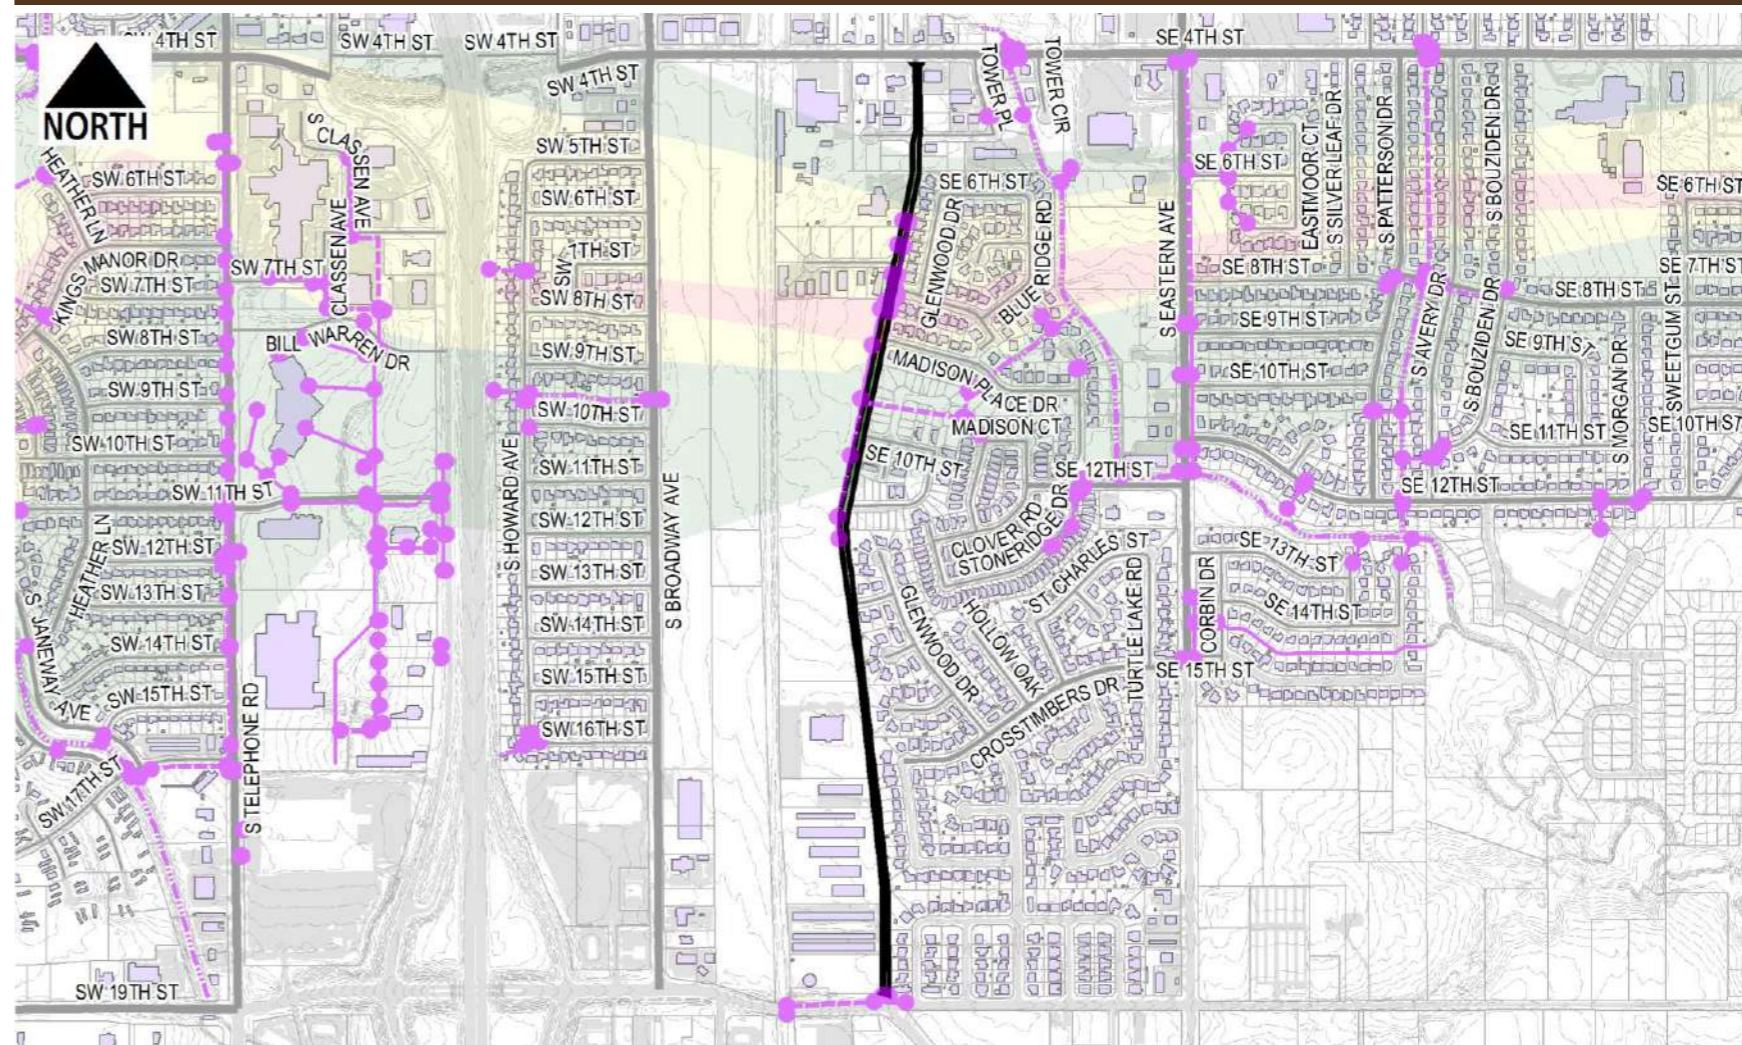 SW 4TH ST
SW 4TH ST
SE 4TH ST
4TH ST
SW 4TH ST
TOWER PL
TOWER CIR
NORTH
S CLASSEN AVE
SW 5TH ST
SE 6TH ST
EASTMOOR CT
S SILVER LEAF DR
S PATTERSON DR
S BOUZIDEN DR
HEATHER LN
SW 6TH ST
SW 6TH ST
SE 6TH ST
SE 6TH ST
GLENWOOD DR
BLUE RIDGE RD
S EASTERN AVE
CLASSEN AVE
KINGS MANOR DR
SW 7TH ST
SW 7TH ST
SW 7TH ST
SE 8TH ST
SE 7TH ST
SW 8TH ST
SE 8TH ST
S AVERY DR
S BOUZIDEN DR
SE 9TH ST
SW 8TH ST
BILL WARREN DR
SW 9TH ST
MADISON PLACE DR
SE 9TH ST
SE 10TH ST
S MORGAN DR
SWEETGUM ST
SW 9TH ST
SW 10TH ST
MADISON CT
SW 10TH ST
S HOWARD AVE
SW 11TH ST
SE 10TH ST
SE 12TH ST
SE 11TH ST
SE 10TH ST
SW 11TH ST
SE 12TH ST
SW 12TH ST
CLOVER RD
STONERIDGE DR
HEATHER LN
SW 12TH ST
S BROADWAY AVE
SE 13TH ST
SW 13TH ST
SW 13TH ST
ST CHARLES ST
SE 14TH ST
S JANEWAY AVE
SW 14TH ST
SW 14TH ST
GLENWOOD DR
HOLLOW OAK
TURTLE LAKE RD
CORBIN DR
SW 15TH ST
SW 15TH ST
SE 15TH ST
S TELEPHONE RD
SW 16TH ST
CROSSTIMBERS DR
SW 17TH ST
SW 19TH ST